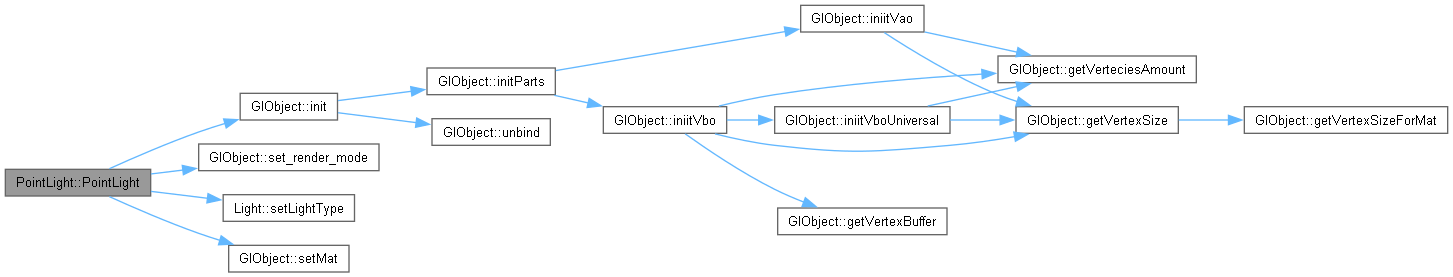 GlObject::iniitVao
GlObject::getVerteciesAmount
GlObject::initParts
GlObject::init
GlObject::iniitVbo
GlObject::iniitVboUniversal
GlObject::getVertexSize
GlObject::getVertexSizeForMat
GlObject::unbind
GlObject::set_render_mode
PointLight::PointLight
Light::setLightType
GlObject::getVertexBuffer
GlObject::setMat